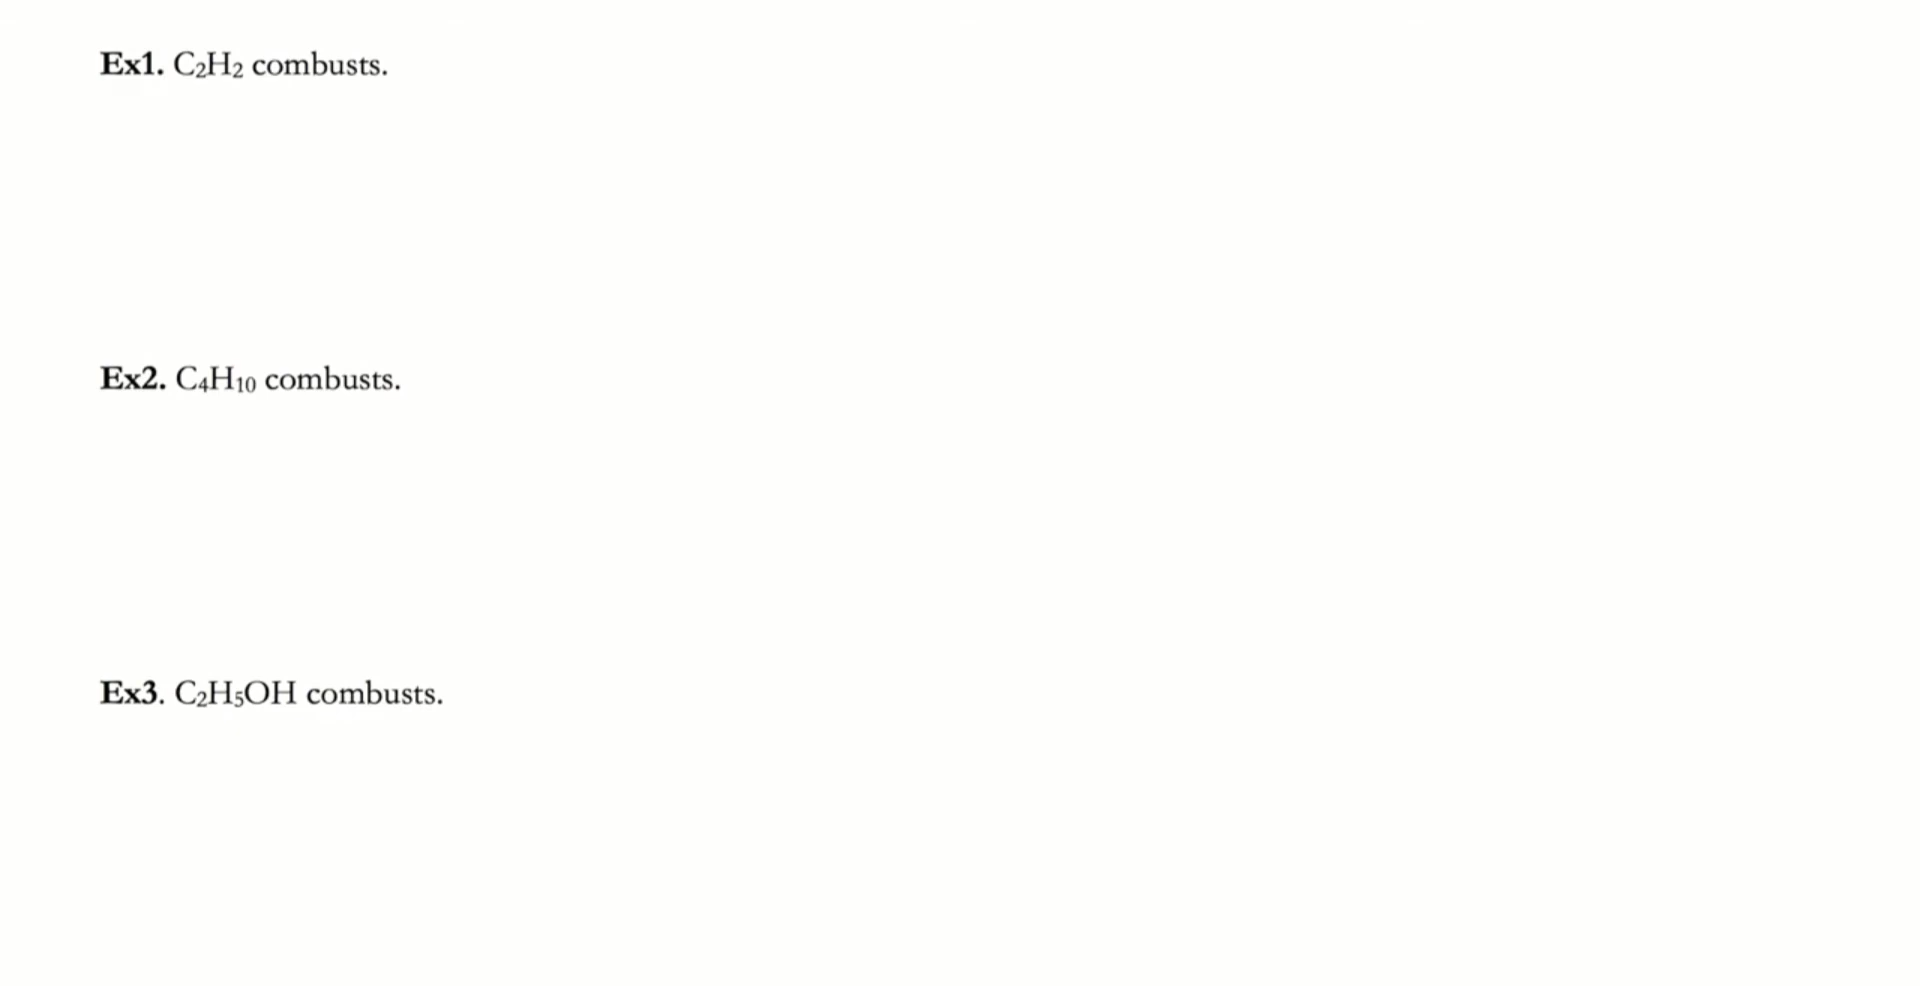 Ex1. C₂H₂ combusts.
Ex2. C₄H₁₀ combusts.
Ex3. C₂H₅OH combusts.